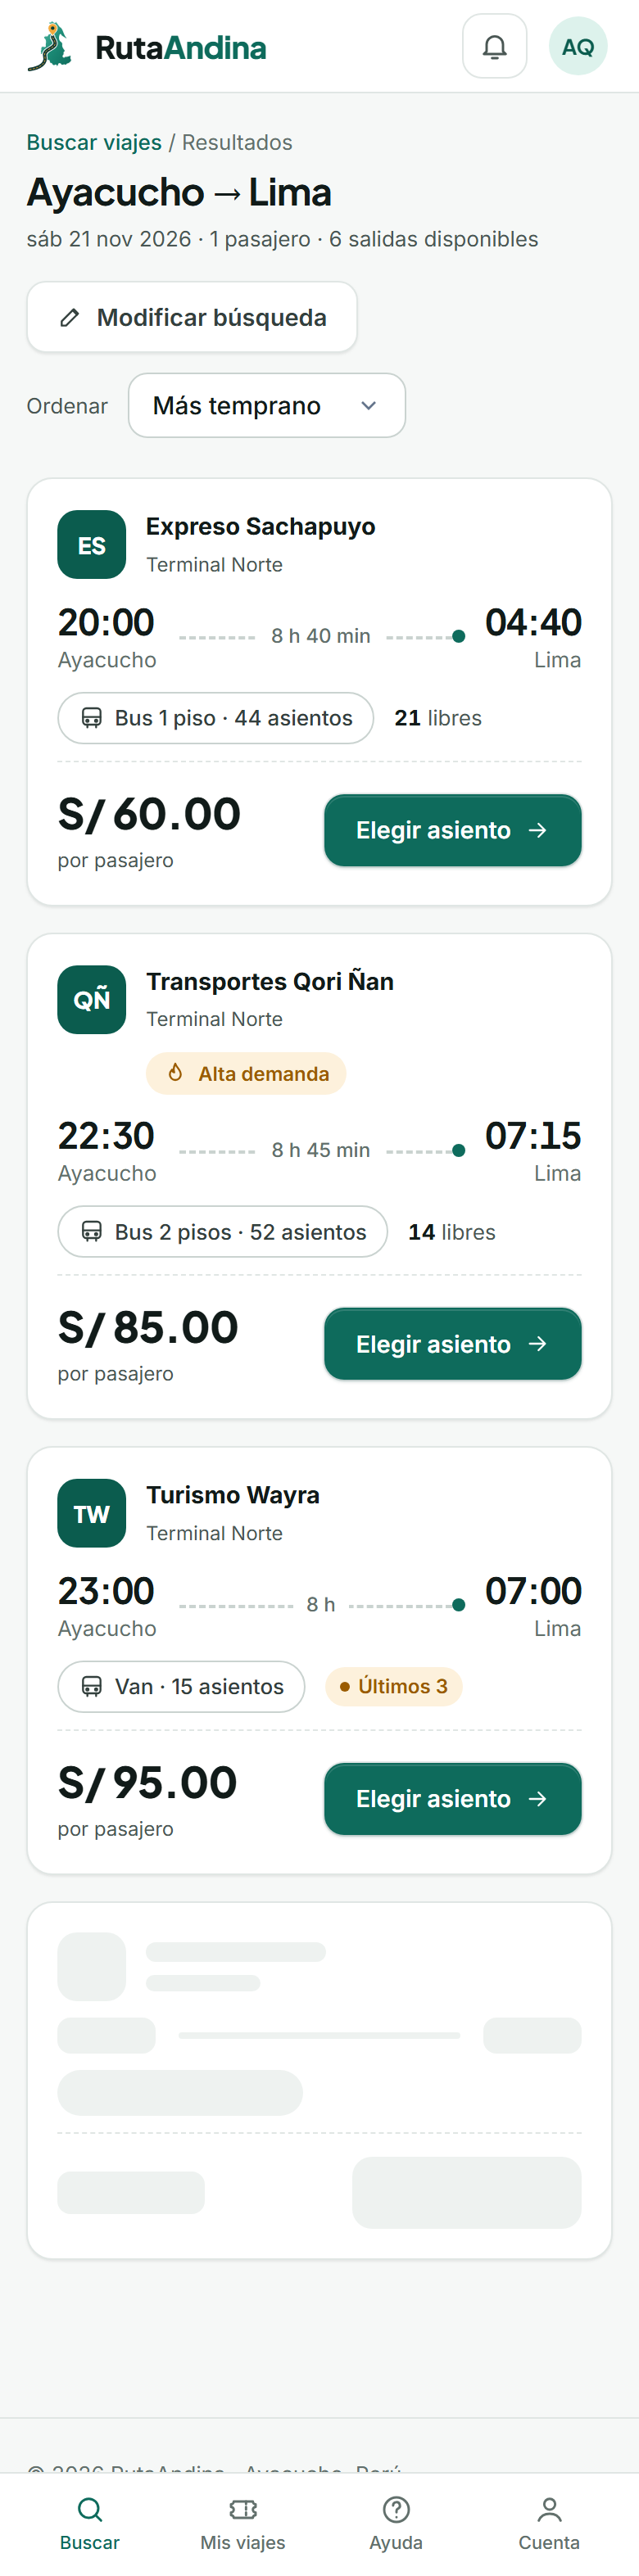 RutaAndina
AQ
Buscar viajes / Resultados
Ayacucho → Lima
sáb 21 nov 2026 · 1 pasajero · 6 salidas disponibles
Modificar búsqueda
Ordenar
Más temprano
ES
Expreso Sachapuyo
Terminal Norte
20:00
8 h 40 min
04:40
Ayacucho
Lima
Bus 1 piso · 44 asientos
21 libres
S/ 60.00
Elegir asiento →
por pasajero
QÑ
Transportes Qori Ñan
Terminal Norte
Alta demanda
22:30
8 h 45 min
07:15
Ayacucho
Lima
Bus 2 pisos · 52 asientos
14 libres
S/ 85.00
Elegir asiento →
por pasajero
TW
Turismo Wayra
Terminal Norte
23:00
8 h
07:00
Ayacucho
Lima
Van · 15 asientos
Últimos 3
S/ 95.00
Elegir asiento →
por pasajero
© 2026 RutaAndina · Ayacucho, Perú
Buscar
Mis viajes
Ayuda
Cuenta